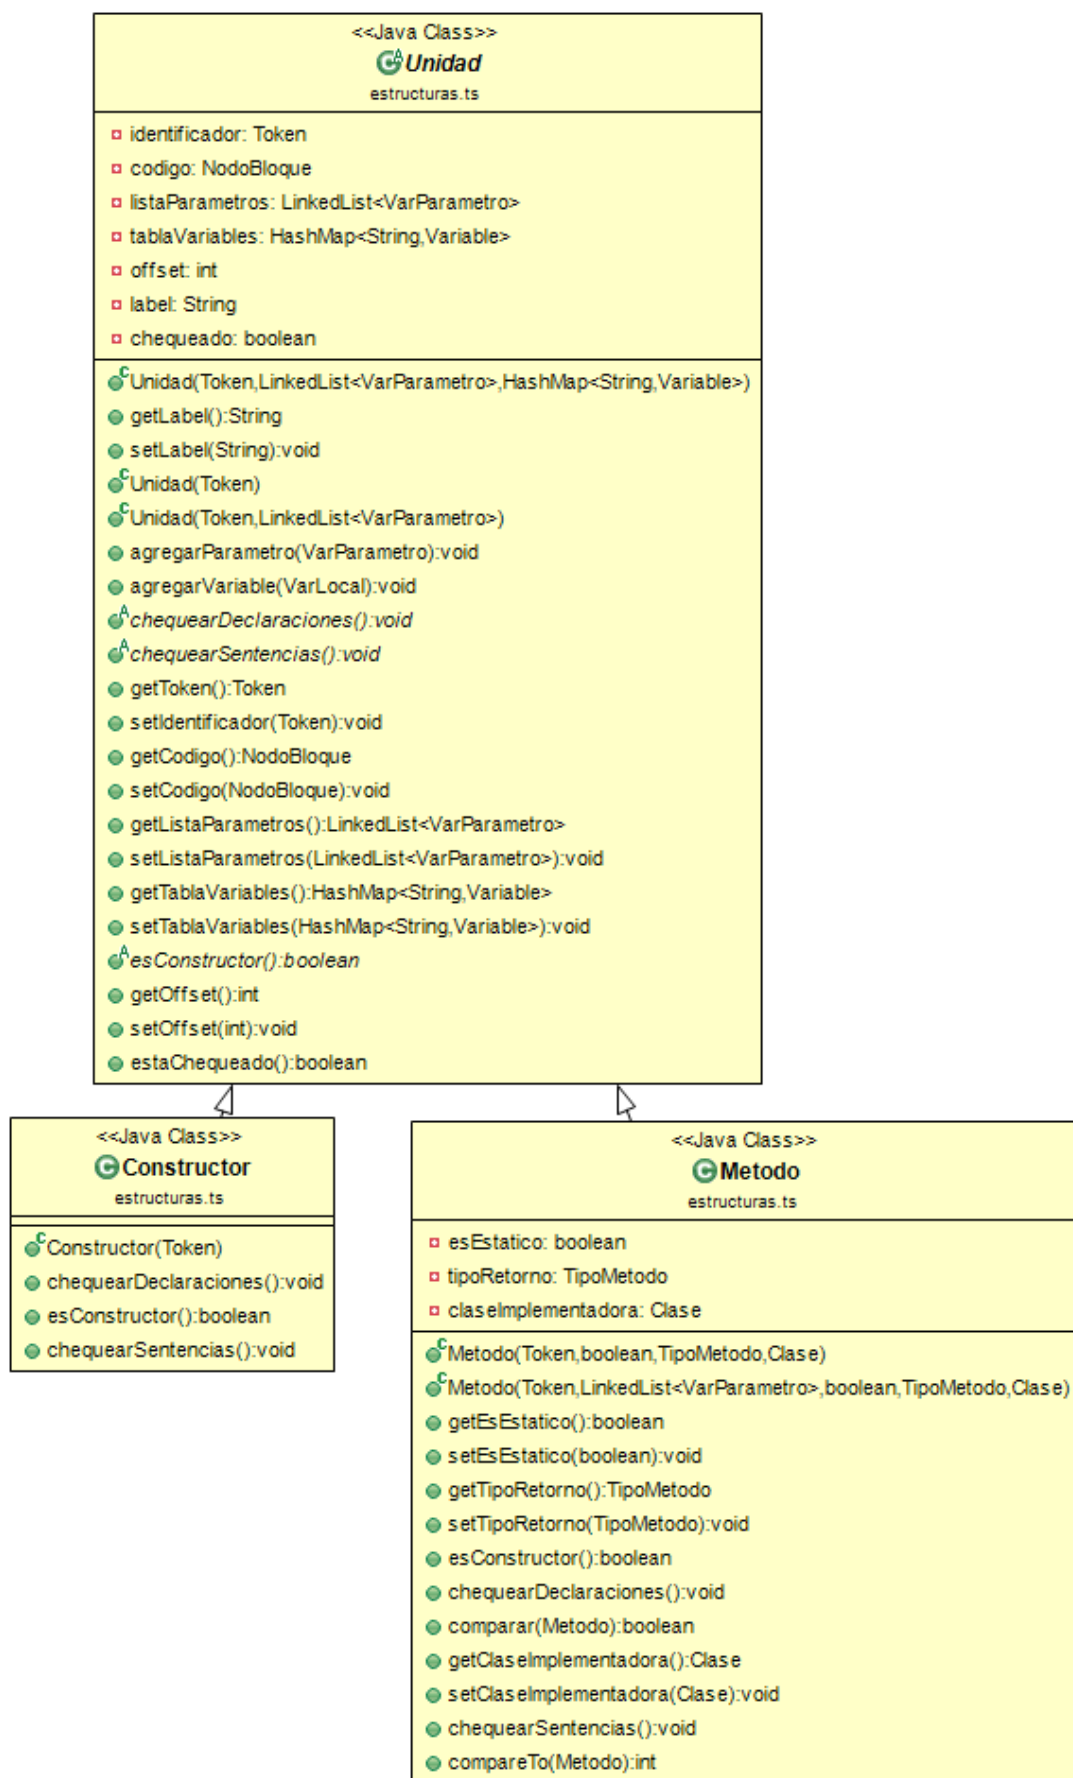 <<Java Class>>
Unidad
estructuras.ts
identificador: Token
codigo: NodoBloque
listaParametros: LinkedList<VarParametro>
tablaVariables: HashMap<String,Variable>
offset: int
label: String
chequeado: boolean
Unidad(Token,LinkedList<VarParametro>,HashMap<String,Variable>)
getLabel():String
setLabel(String):void
Unidad(Token)
Unidad(Token,LinkedList<VarParametro>)
agregarParametro(VarParametro):void
agregarVariable(VarLocal):void
chequearDeclaraciones():void
chequearSentencias():void
getToken():Token
setIdentificador(Token):void
getCodigo():NodoBloque
setCodigo(NodoBloque):void
getListaParametros():LinkedList<VarParametro>
setListaParametros(LinkedList<VarParametro>):void
getTablaVariables():HashMap<String,Variable>
setTablaVariables(HashMap<String,Variable>):void
esConstructor():boolean
getOffset():int
setOffset(int):void
estaChequeado():boolean
<<Java Class>>
Constructor
estructuras.ts
Constructor(Token)
chequearDeclaraciones():void
esConstructor():boolean
chequearSentencias():void
<<Java Class>>
Metodo
estructuras.ts
esEstatico: boolean
tipoRetorno: TipoMetodo
claseImplementadora: Clase
Metodo(Token,boolean,TipoMetodo,Clase)
Metodo(Token,LinkedList<VarParametro>,boolean,TipoMetodo,Clase)
getEsEstatico():boolean
setEsEstatico(boolean):void
getTipoRetorno():TipoMetodo
setTipoRetorno(TipoMetodo):void
esConstructor():boolean
chequearDeclaraciones():void
comparar(Metodo):boolean
getClaseImplementadora():Clase
setClaseImplementadora(Clase):void
chequearSentencias():void
compareTo(Metodo):int